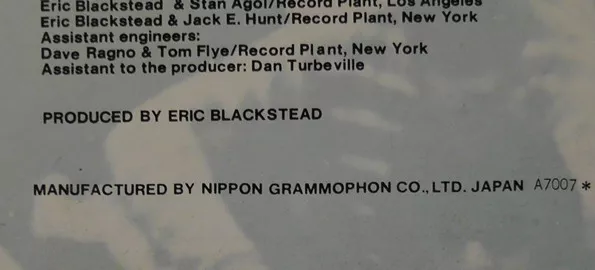 Eric Blackstead & Stan Agol/Record Plant, Los Angeles
Eric Blackstead & Jack E. Hunt/Record Plant, New York
Assistant engineers:
Dave Ragno & Tom Flye/Record Plant, New York
Assistant to the producer: Dan Turbeville
PRODUCED BY ERIC BLACKSTEAD
MANUFACTURED BY NIPPON GRAMMOPHON CO., LTD. JAPAN A7007 *